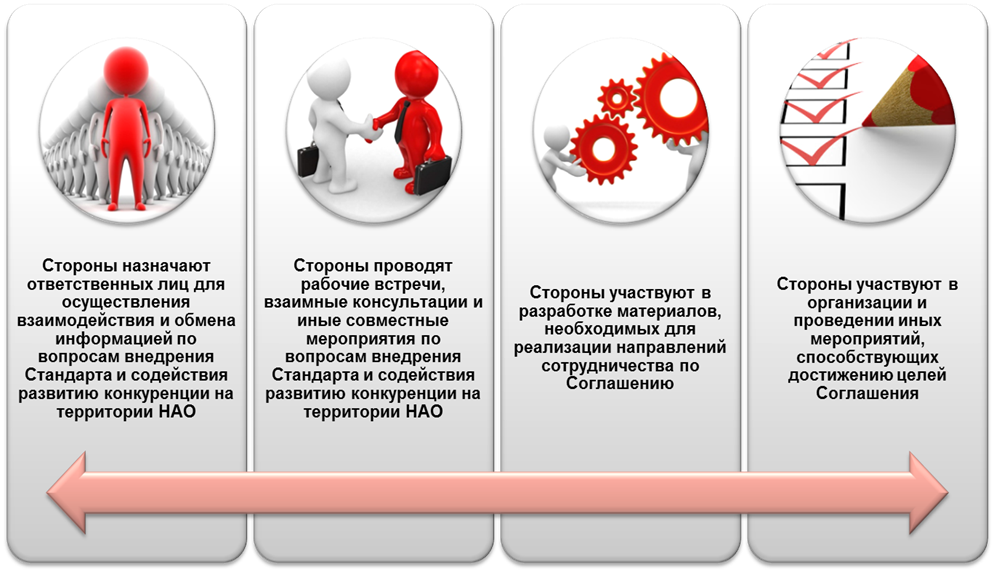 Стороны назначают
ответственных лиц для
осуществления
взаимодействия и обмена
информацией по
вопросам внедрения
Стандарта и содействия
развитию конкуренции на
территории НАО
Стороны проводят
рабочие встречи,
взаимные консультации и
иные совместные
мероприятия по
вопросам внедрения
Стандарта и содействия
развитию конкуренции на
территории НАО
Стороны участвуют в
разработке материалов,
необходимых для
реализации направлений
сотрудничества по
Соглашению
Стороны участвуют в
организации и
проведении иных
мероприятий,
способствующих
достижению целей
Соглашения